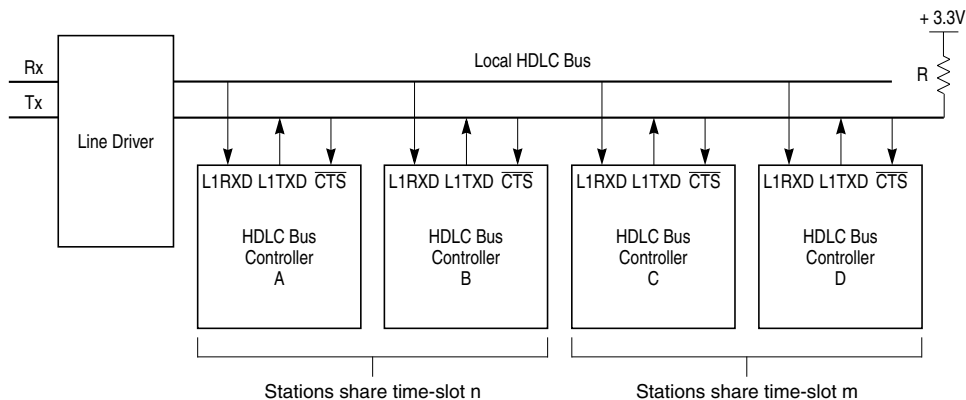 + 3.3V
Rx
Local HDLC Bus
R
Tx
Line Driver
L1RXD L1TXD CTS
HDLC Bus
Controller
A
L1RXD L1TXD CTS
HDLC Bus
Controller
B
L1RXD L1TXD CTS
HDLC Bus
Controller
C
L1RXD L1TXD CTS
HDLC Bus
Controller
D
Stations share time-slot n
Stations share time-slot m